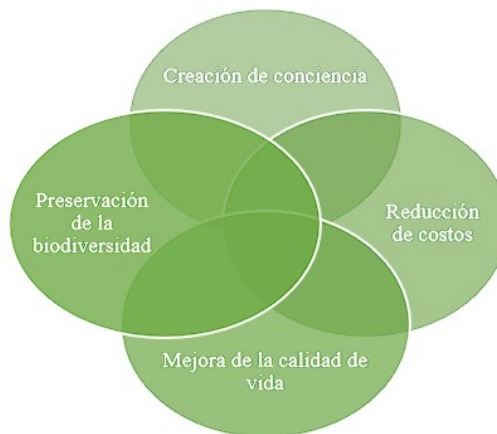 Creación de conciencia
Preservación
de la
biodiversidad
Reducción
de costos
Mejora de la calidad de
vida